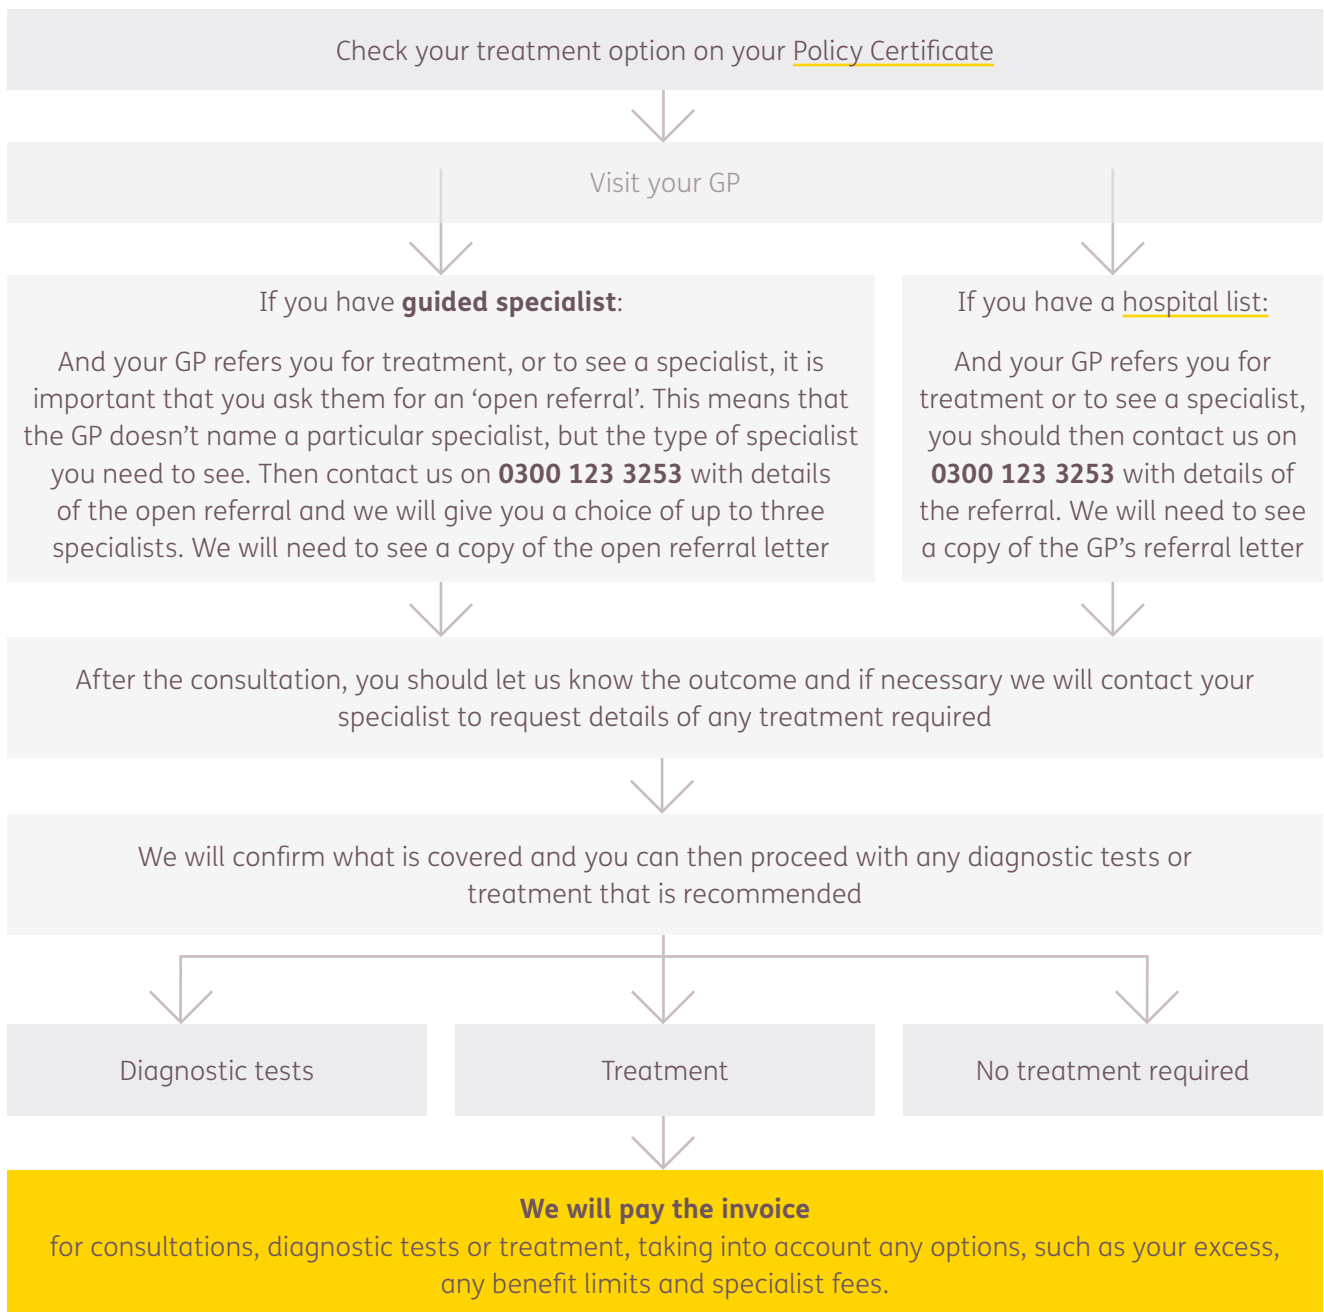 Check your treatment option on your Policy Certificate
Visit your GP
If you have guided specialist:
And your GP refers you for treatment, or to see a specialist, it is
important that you ask them for an ‘open referral’. This means that
the GP doesn’t name a particular specialist, but the type of specialist
you need to see. Then contact us on 0300 123 3253 with details
of the open referral and we will give you a choice of up to three
specialists. We will need to see a copy of the open referral letter
If you have a hospital list:
And your GP refers you for
treatment or to see a specialist,
you should then contact us on
0300 123 3253 with details of
the referral. We will need to see
a copy of the GP’s referral letter
After the consultation, you should let us know the outcome and if necessary we will contact your
specialist to request details of any treatment required
We will confirm what is covered and you can then proceed with any diagnostic tests or
treatment that is recommended
Diagnostic tests
Treatment
No treatment required
We will pay the invoice
for consultations, diagnostic tests or treatment, taking into account any options, such as your excess,
any benefit limits and specialist fees.